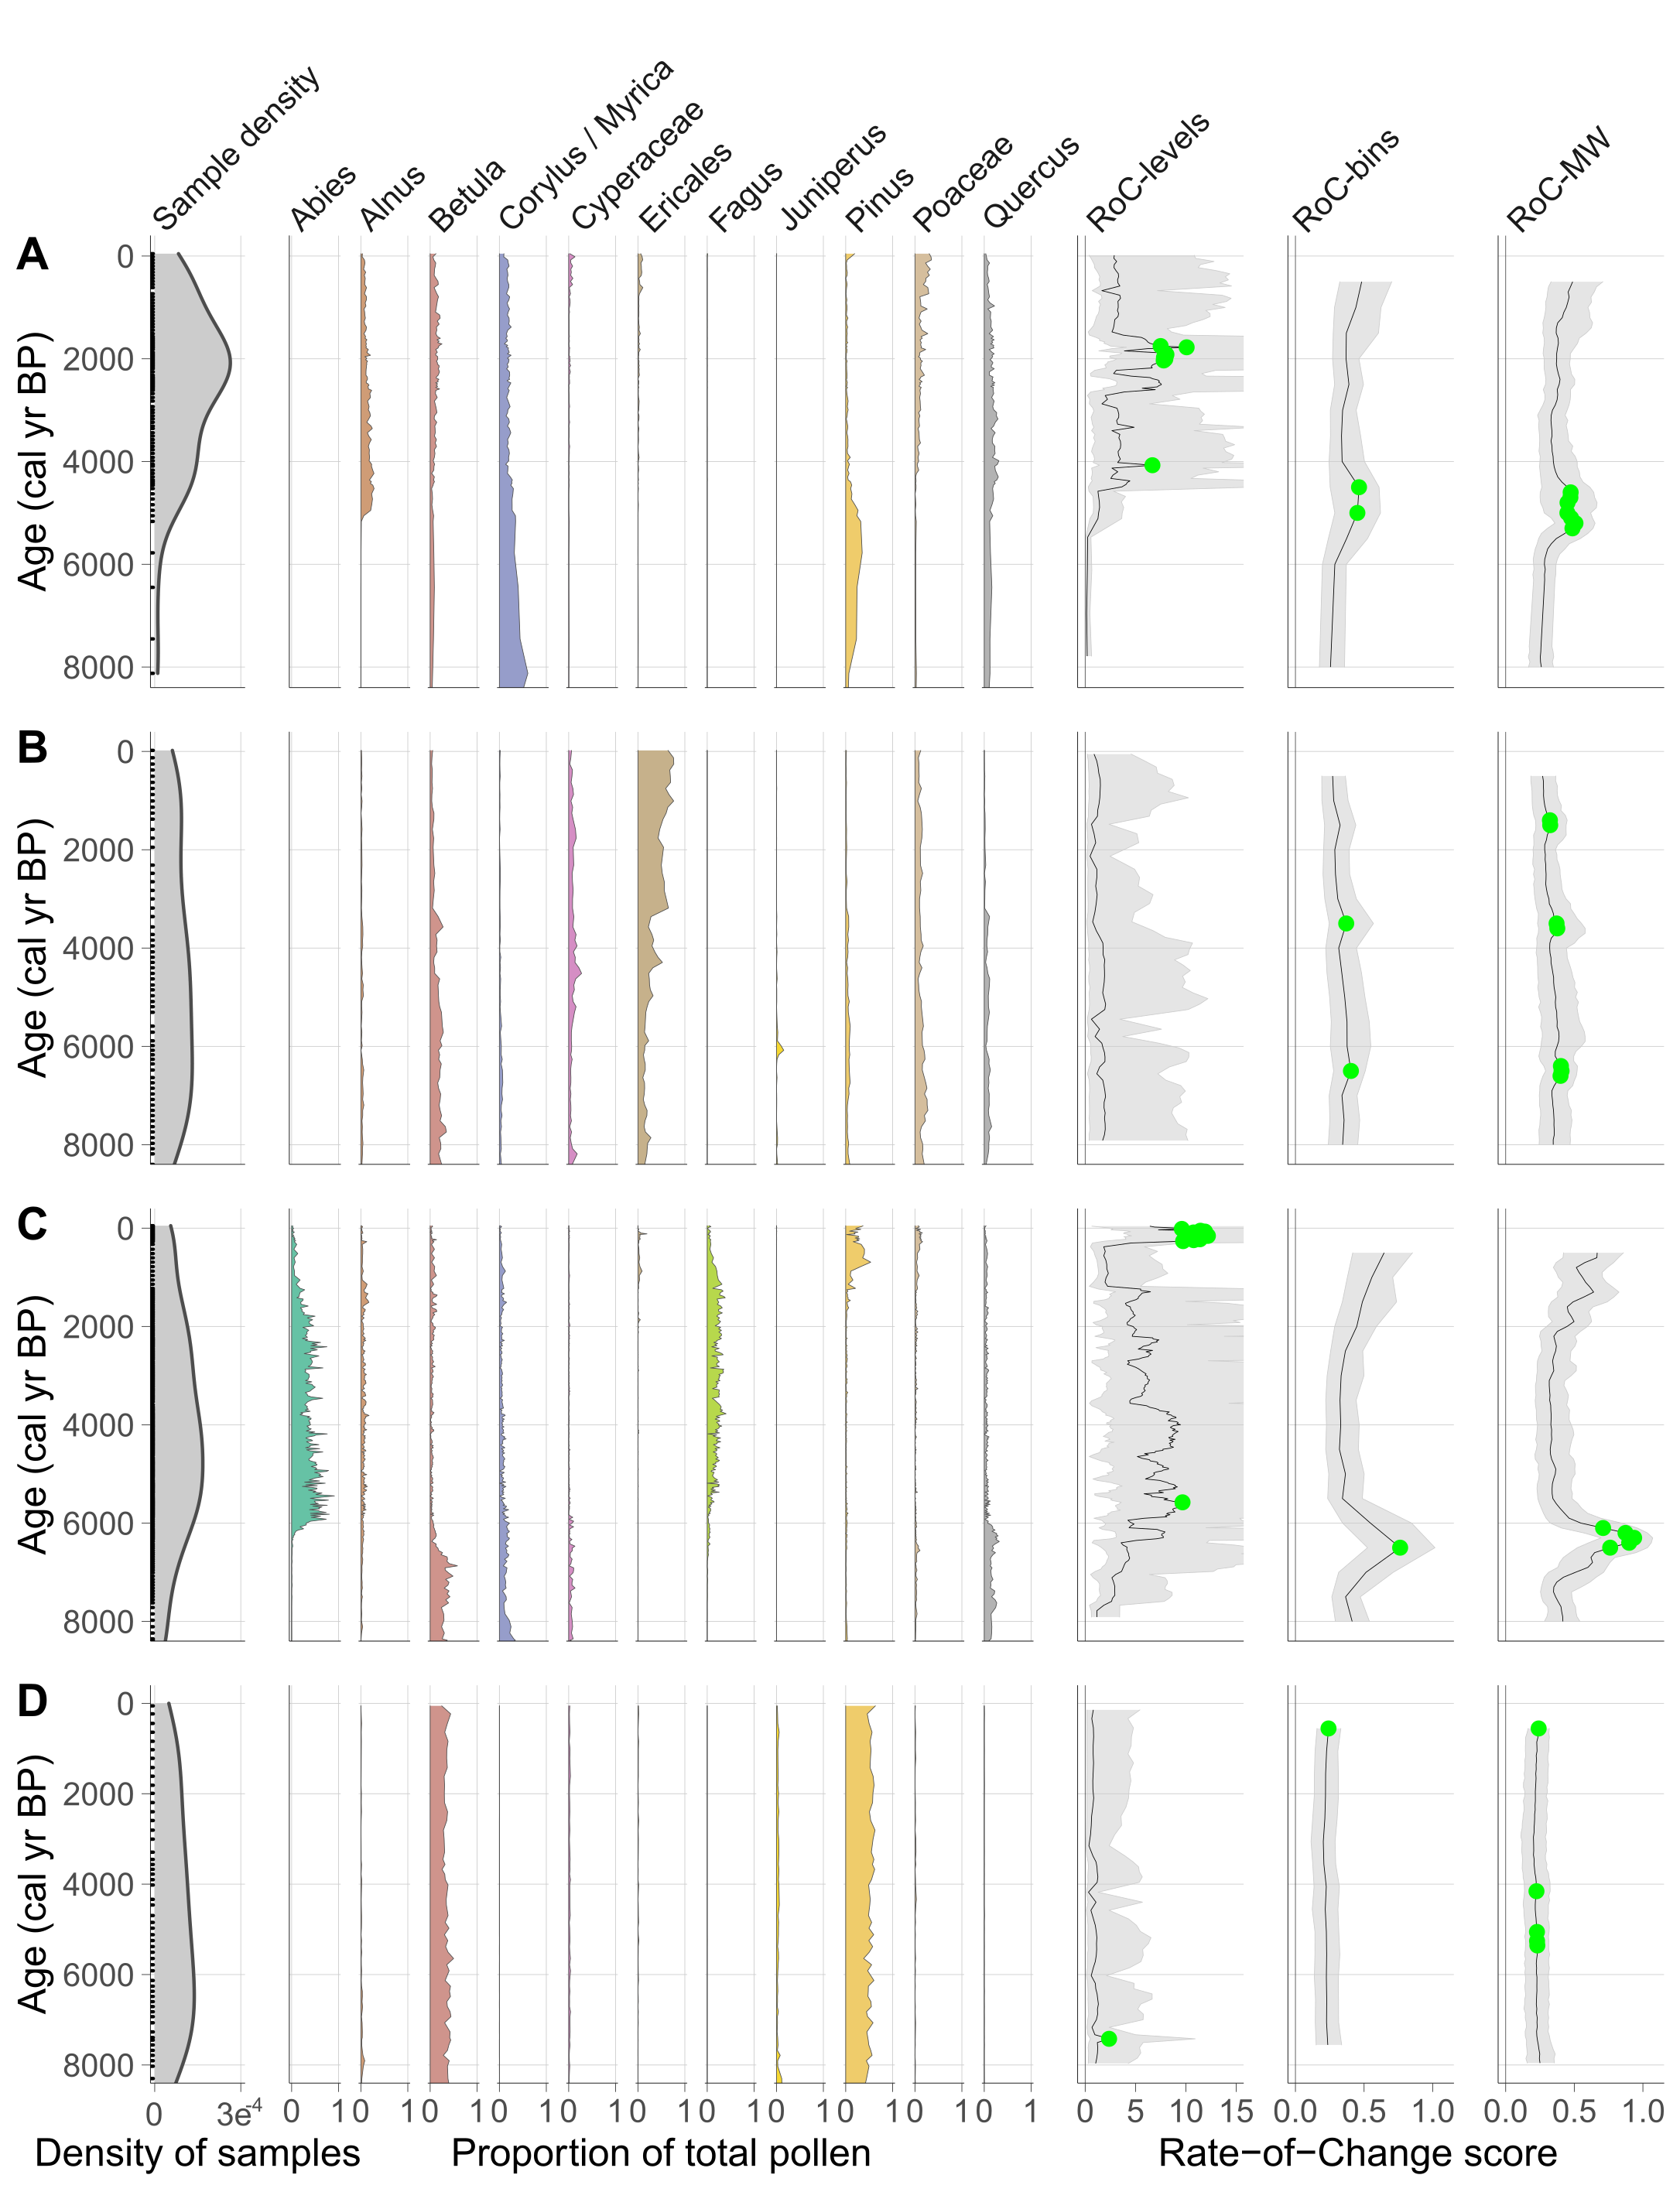 Sample density
Abies
Alnus
Betula
Corylus / Myrica
Cyperaceae
Ericales
Fagus
Juniperus
Pinus
Poaceae
Quercus
RoC-levels
RoC-bins
RoC-MW
A
Age (cal yr BP)
0
2000
4000
6000
8000
B
Age (cal yr BP)
0
2000
4000
6000
8000
C
Age (cal yr BP)
0
2000
4000
6000
8000
D
Age (cal yr BP)
0
2000
4000
6000
8000
0 3e⁴ 0 1 0 1 0 1 0 1 0 1 0 1 0 1 0 1 0 1 0 1 0 1 0 5 10 15 0.0 0.5 1.0 0.0 0.5 1.0
Density of samples Proportion of total pollen Rate−of−Change score